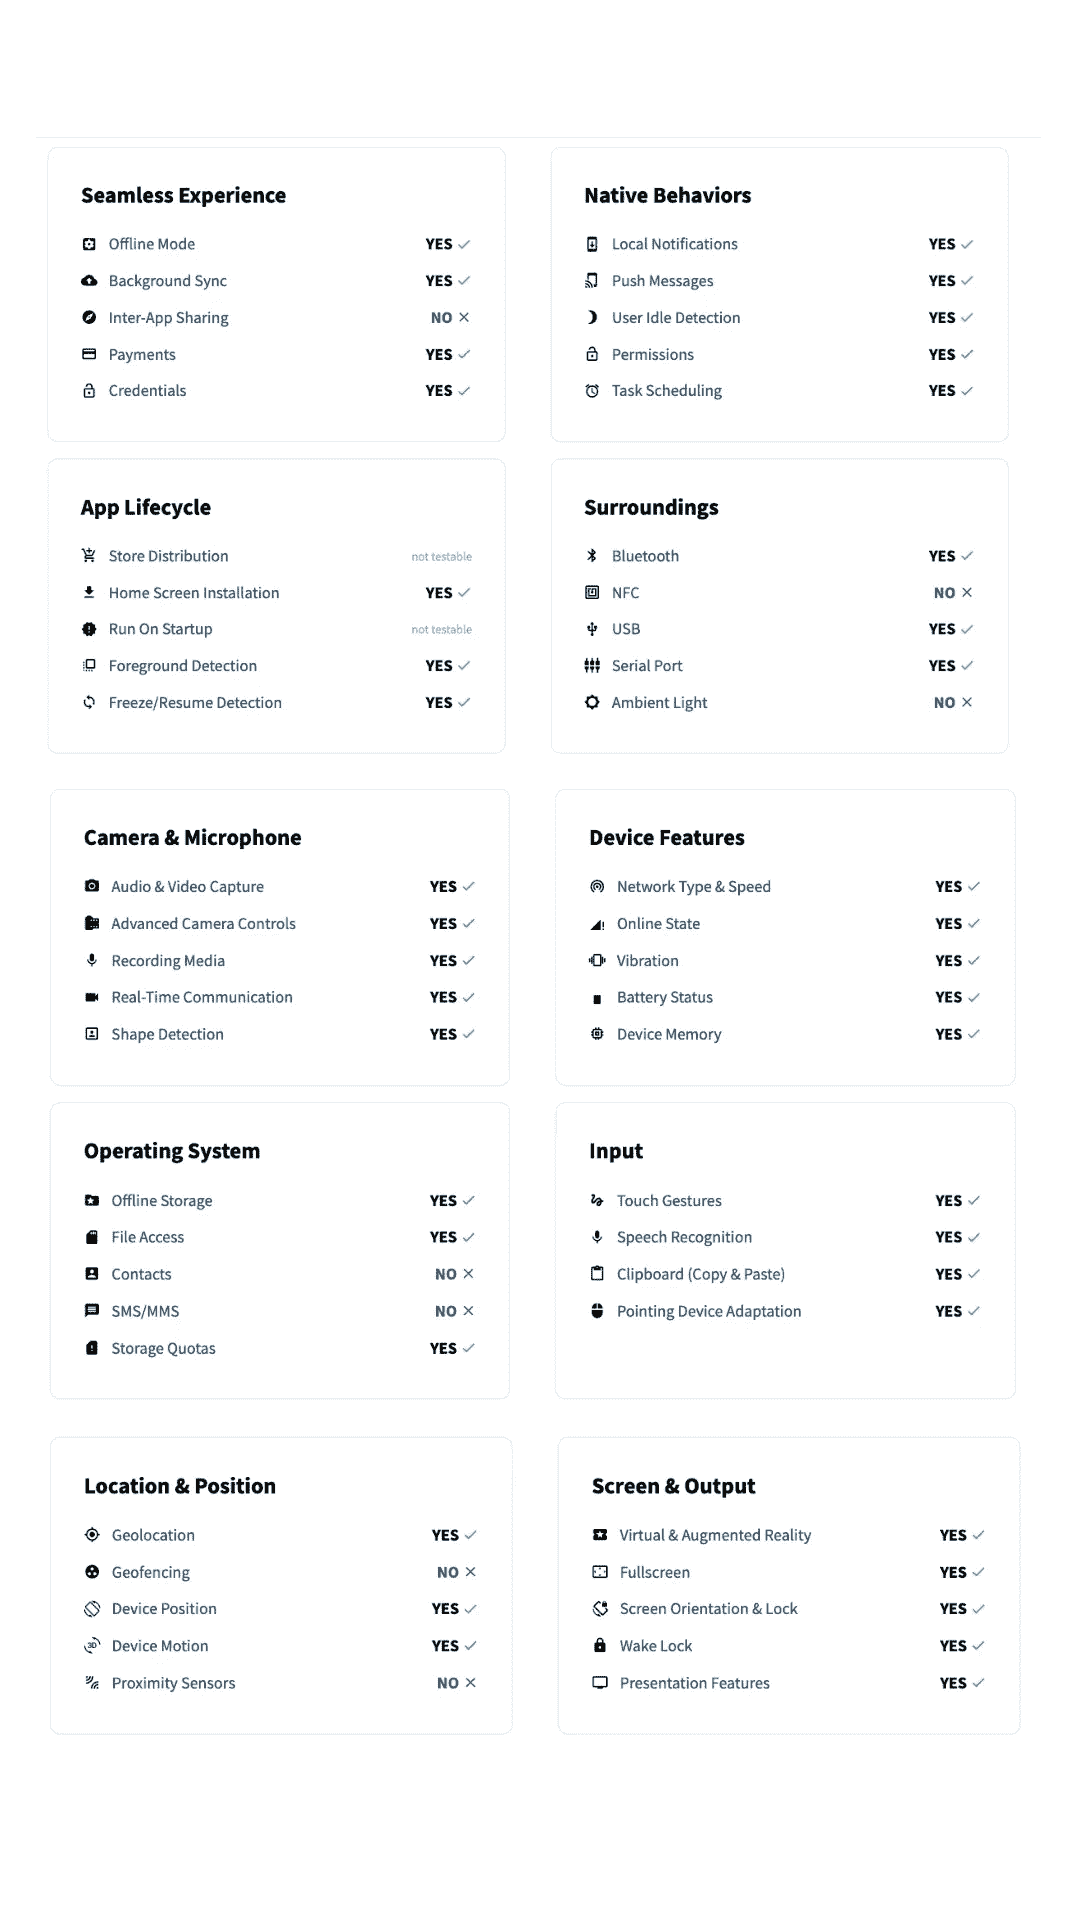 Seamless Experience
Offline Mode YES ✓
Background Sync YES ✓
Inter-App Sharing NO ✕
Payments YES ✓
Credentials YES ✓
Native Behaviors
Local Notifications YES ✓
Push Messages YES ✓
User Idle Detection YES ✓
Permissions YES ✓
Task Scheduling YES ✓
App Lifecycle
Store Distribution not testable
Home Screen Installation YES ✓
Run On Startup not testable
Foreground Detection YES ✓
Freeze/Resume Detection YES ✓
Surroundings
Bluetooth YES ✓
NFC NO ✕
USB YES ✓
Serial Port YES ✓
Ambient Light NO ✕
Camera & Microphone
Audio & Video Capture YES ✓
Advanced Camera Controls YES ✓
Recording Media YES ✓
Real-Time Communication YES ✓
Shape Detection YES ✓
Device Features
Network Type & Speed YES ✓
Online State YES ✓
Vibration YES ✓
Battery Status YES ✓
Device Memory YES ✓
Operating System
Offline Storage YES ✓
File Access YES ✓
Contacts NO ✕
SMS/MMS NO ✕
Storage Quotas YES ✓
Input
Touch Gestures YES ✓
Speech Recognition YES ✓
Clipboard (Copy & Paste) YES ✓
Pointing Device Adaptation YES ✓
Location & Position
Geolocation YES ✓
Geofencing NO ✕
Device Position YES ✓
Device Motion YES ✓
Proximity Sensors NO ✕
Screen & Output
Virtual & Augmented Reality YES ✓
Fullscreen YES ✓
Screen Orientation & Lock YES ✓
Wake Lock YES ✓
Presentation Features YES ✓